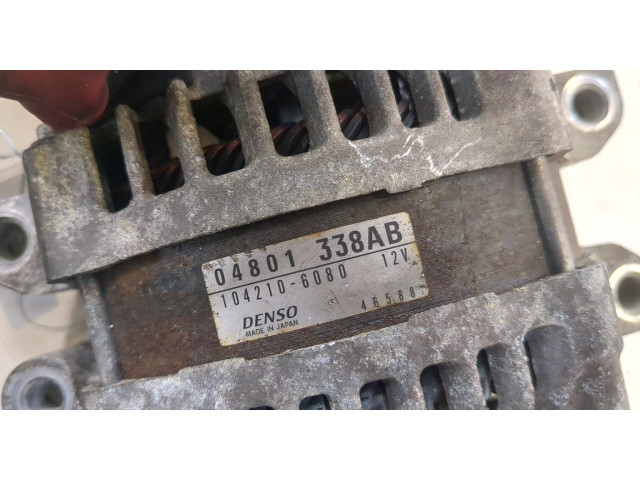 04801 338AB
104210-6080 12V
DENSO 46588
MADE IN JAPAN